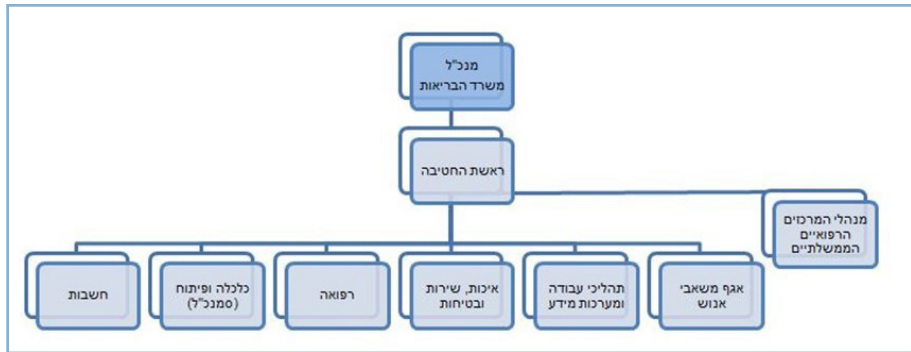 מנכ"ל
משרד הבריאות
ראשת החטיבה
מנהלי המרכזים
הרפואיים
הממשלתיים
אגף משאבי
אנוש
תהליכי עבודה
ומערכות מידע
איכות, שירות
ובטיחות
רפואה
כלכלה ופיתוח
(סמנכ"ל)
חשבות